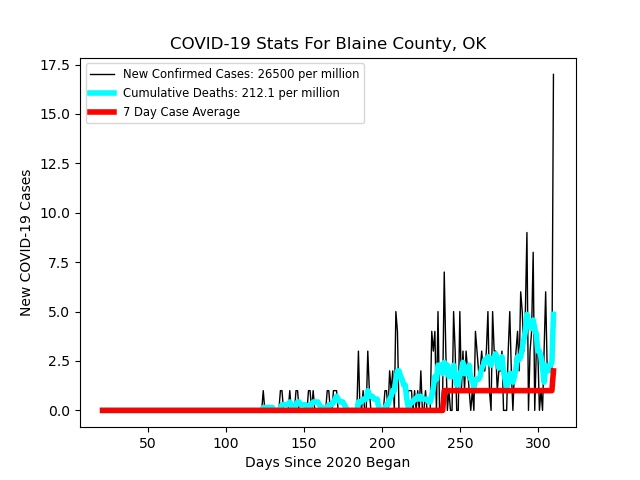 COVID-19 Stats For Blaine County, OK
New Confirmed Cases: 26500 per million
Cumulative Deaths: 212.1 per million
7 Day Case Average
New COVID-19 Cases
17.5
15.0
12.5
10.0
7.5
5.0
2.5
0.0
50 100 150 200 250 300
Days Since 2020 Began